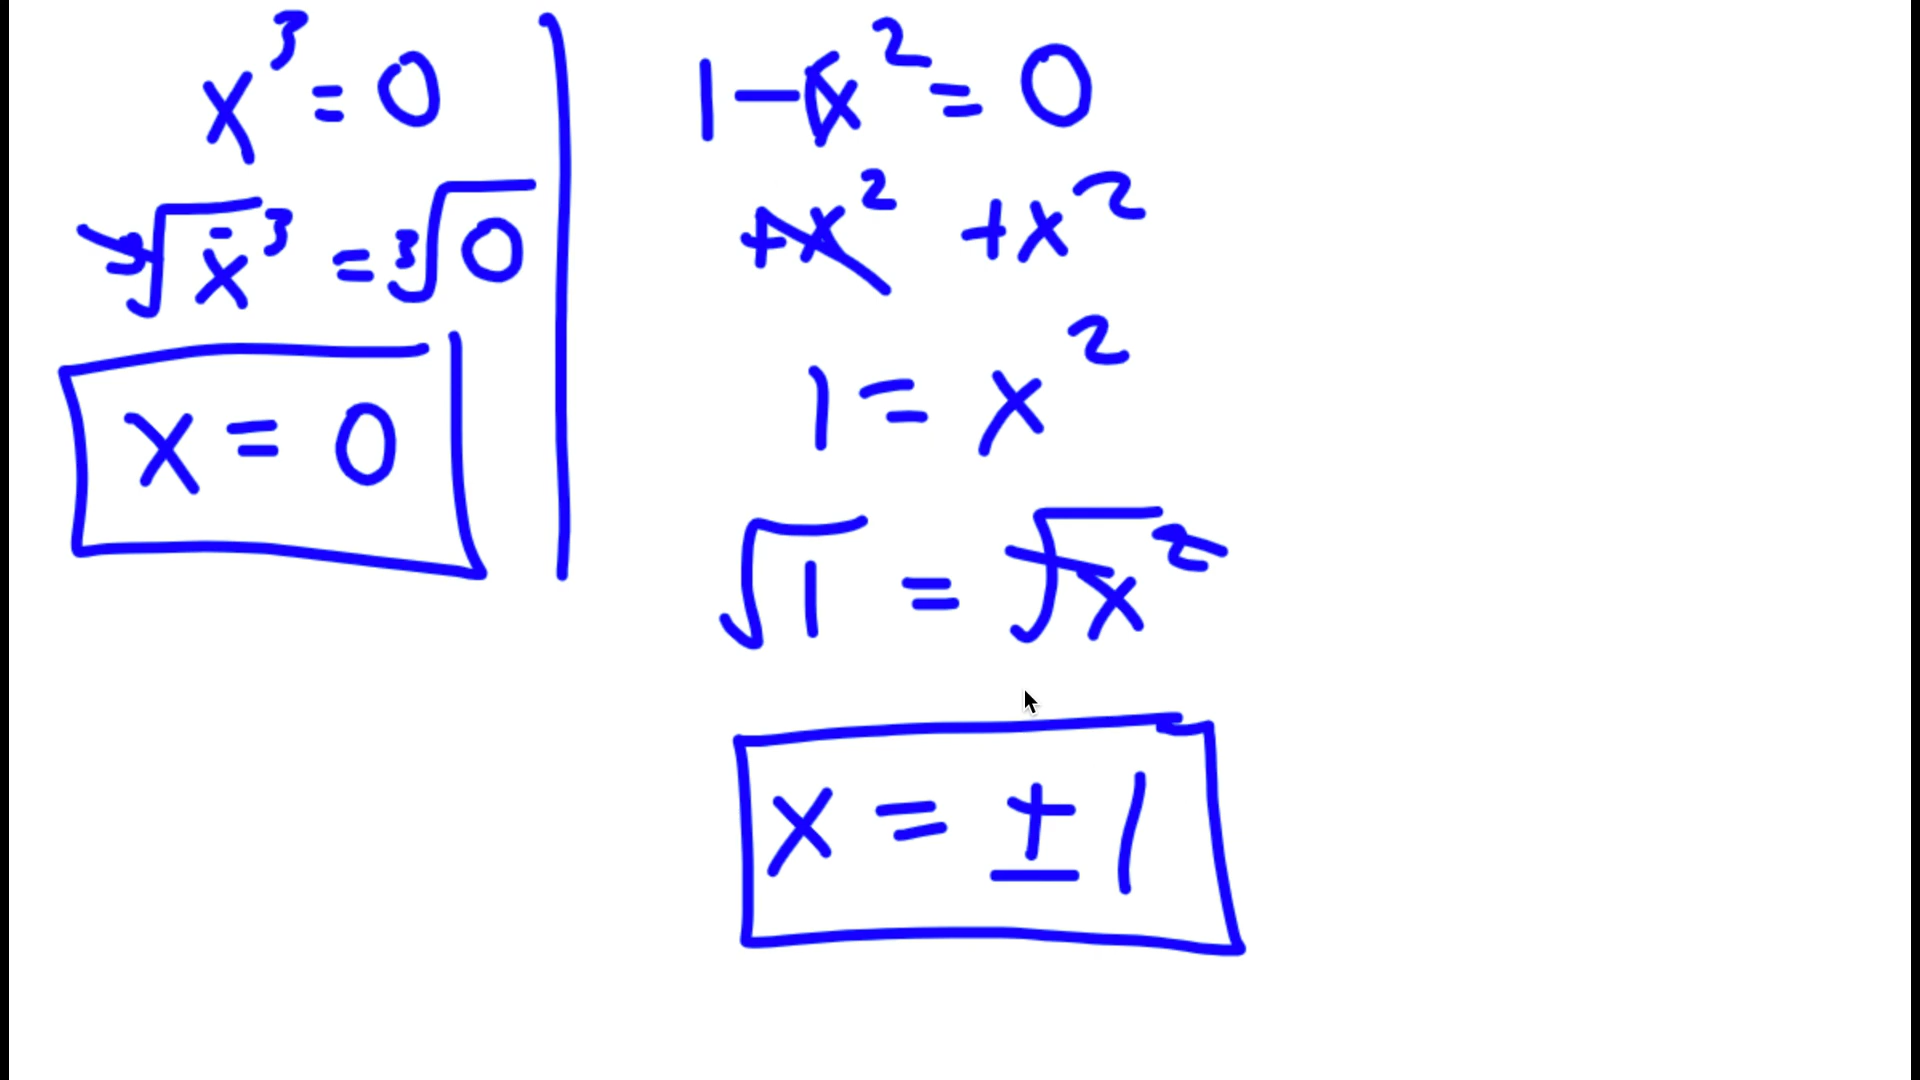 x³ = 0
∛x³ = ∛0
x = 0
1 - x² = 0
+x² +x²
1 = x²
√1 = √x²
x = ± 1